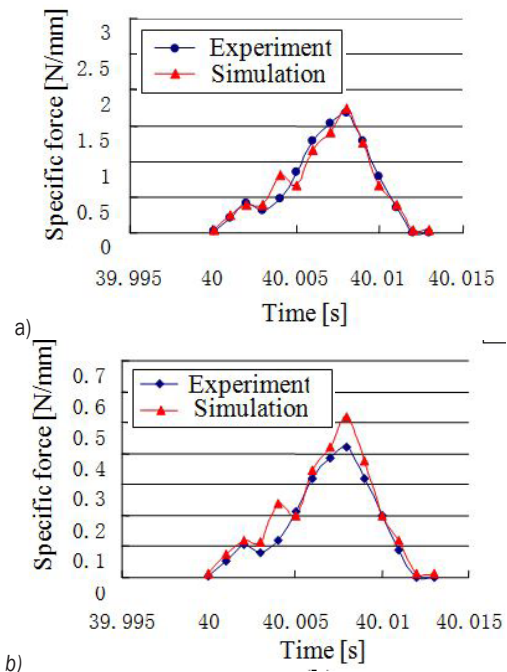 3
Experiment
2.5
Simulation
2
1.5
1
0.5
0
Specific force [N/mm]
39.995 40 40.005 40.01 40.015
Time [s]
a)
0.7
Experiment
0.6
Simulation
0.5
0.4
0.3
0.2
0.1
0
Specific force [N/mm]
39.995 40 40.005 40.01 40.015
Time [s]
b)